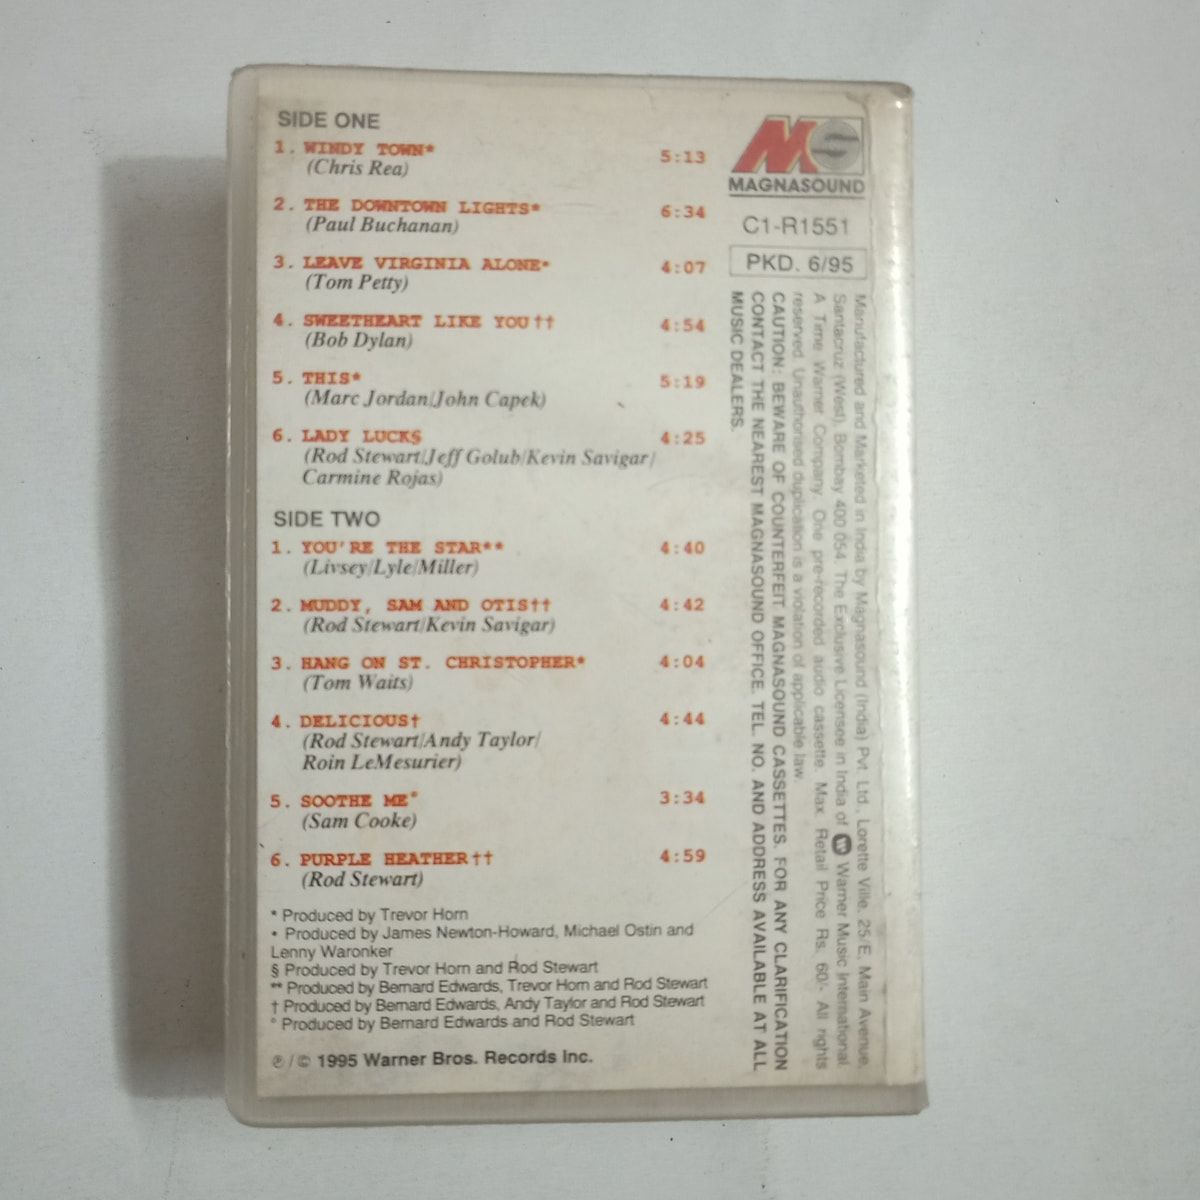 SIDE ONE
1. WINDY TOWN* 5:13
(Chris Rea)
2. THE DOWNTOWN LIGHTS* 6:34
(Paul Buchanan)
3. LEAVE VIRGINIA ALONE• 4:07
(Tom Petty)
4. SWEETHEART LIKE YOU†† 4:54
(Bob Dylan)
5. THIS* 5:19
(Marc Jordan/John Capek)
6. LADY LUCK§ 4:25
(Rod Stewart/Jeff Golub/Kevin Savigar/
Carmine Rojas)
SIDE TWO
1. YOU'RE THE STAR** 4:40
(Livsey/Lyle/Miller)
2. MUDDY, SAM AND OTIS†† 4:42
(Rod Stewart/Kevin Savigar)
3. HANG ON ST. CHRISTOPHER* 4:04
(Tom Waits)
4. DELICIOUS† 4:44
(Rod Stewart/Andy Taylor/
Roin LeMesurier)
5. SOOTHE ME° 3:34
(Sam Cooke)
6. PURPLE HEATHER†† 4:59
(Rod Stewart)
* Produced by Trevor Horn
• Produced by James Newton-Howard, Michael Ostin and
Lenny Waronker
§ Produced by Trevor Horn and Rod Stewart
** Produced by Bernard Edwards, Trevor Horn and Rod Stewart
† Produced by Bernard Edwards, Andy Taylor and Rod Stewart
° Produced by Bernard Edwards and Rod Stewart
℗/© 1995 Warner Bros. Records Inc.
MS
MAGNASOUND
C1-R1551
PKD. 6/95
Manufactured and Marketed in India by Magnasound (India) Pvt. Ltd., Lorette Ville, 25/E, Main Avenue,
Santacruz (West), Bombay 400 054. The Exclusive Licensee in India of W Warner Music International.
A Time Warner Company. One pre-recorded audio cassette. Max. Retail Price Rs. 60/- All rights
reserved. Unauthorised duplication is a violation of applicable law.
CAUTION: BEWARE OF COUNTERFEIT MAGNASOUND CASSETTES. FOR ANY CLARIFICATION
CONTACT THE NEAREST MAGNASOUND OFFICE. TEL. NO. AND ADDRESS AVAILABLE AT ALL
MUSIC DEALERS.